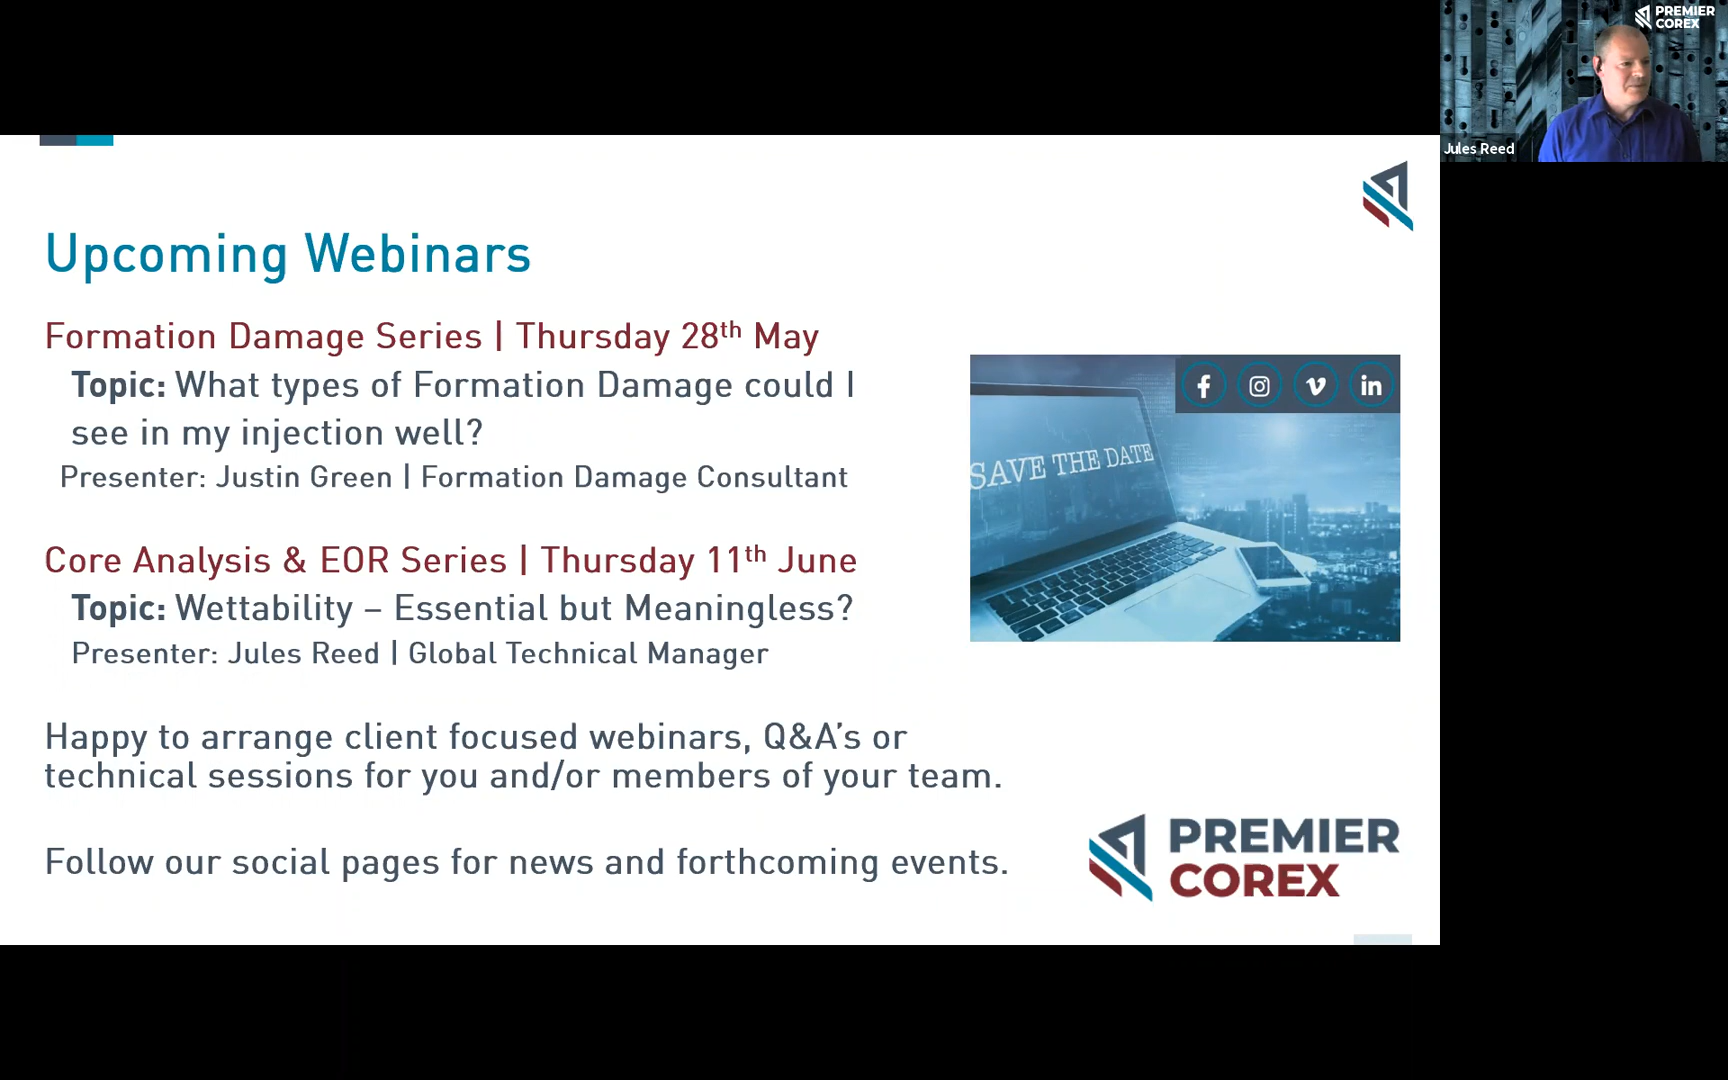 PREMIER
COREX
Jules Reed
Upcoming Webinars
Formation Damage Series | Thursday 28th May
Topic: What types of Formation Damage could I
see in my injection well?
Presenter: Justin Green | Formation Damage Consultant
SAVE THE DATE
Core Analysis & EOR Series | Thursday 11th June
Topic: Wettability – Essential but Meaningless?
Presenter: Jules Reed | Global Technical Manager
Happy to arrange client focused webinars, Q&A’s or
technical sessions for you and/or members of your team.
Follow our social pages for news and forthcoming events.
PREMIER
COREX